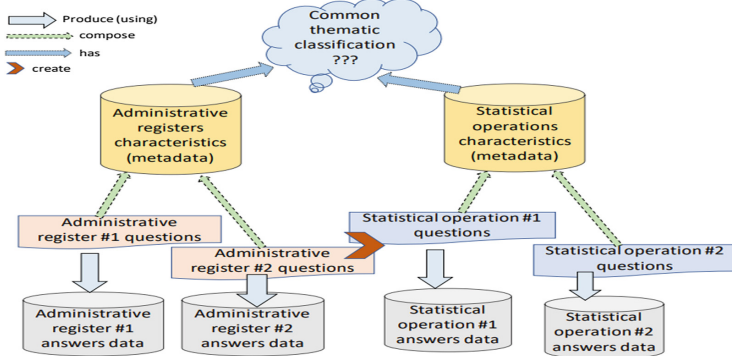 Produce (using)
compose
has
create
Common
thematic
classification
???
Administrative
registers
characteristics
(metadata)
Statistical
operations
characteristics
(metadata)
Administrative
register #1 questions
Administrative
register #2 questions
Statistical operation #1
questions
Statistical operation #2
questions
Administrative
register #1
answers data
Administrative
register #2
answers data
Statistical
operation #1
answers data
Statistical
operation #2
answers data